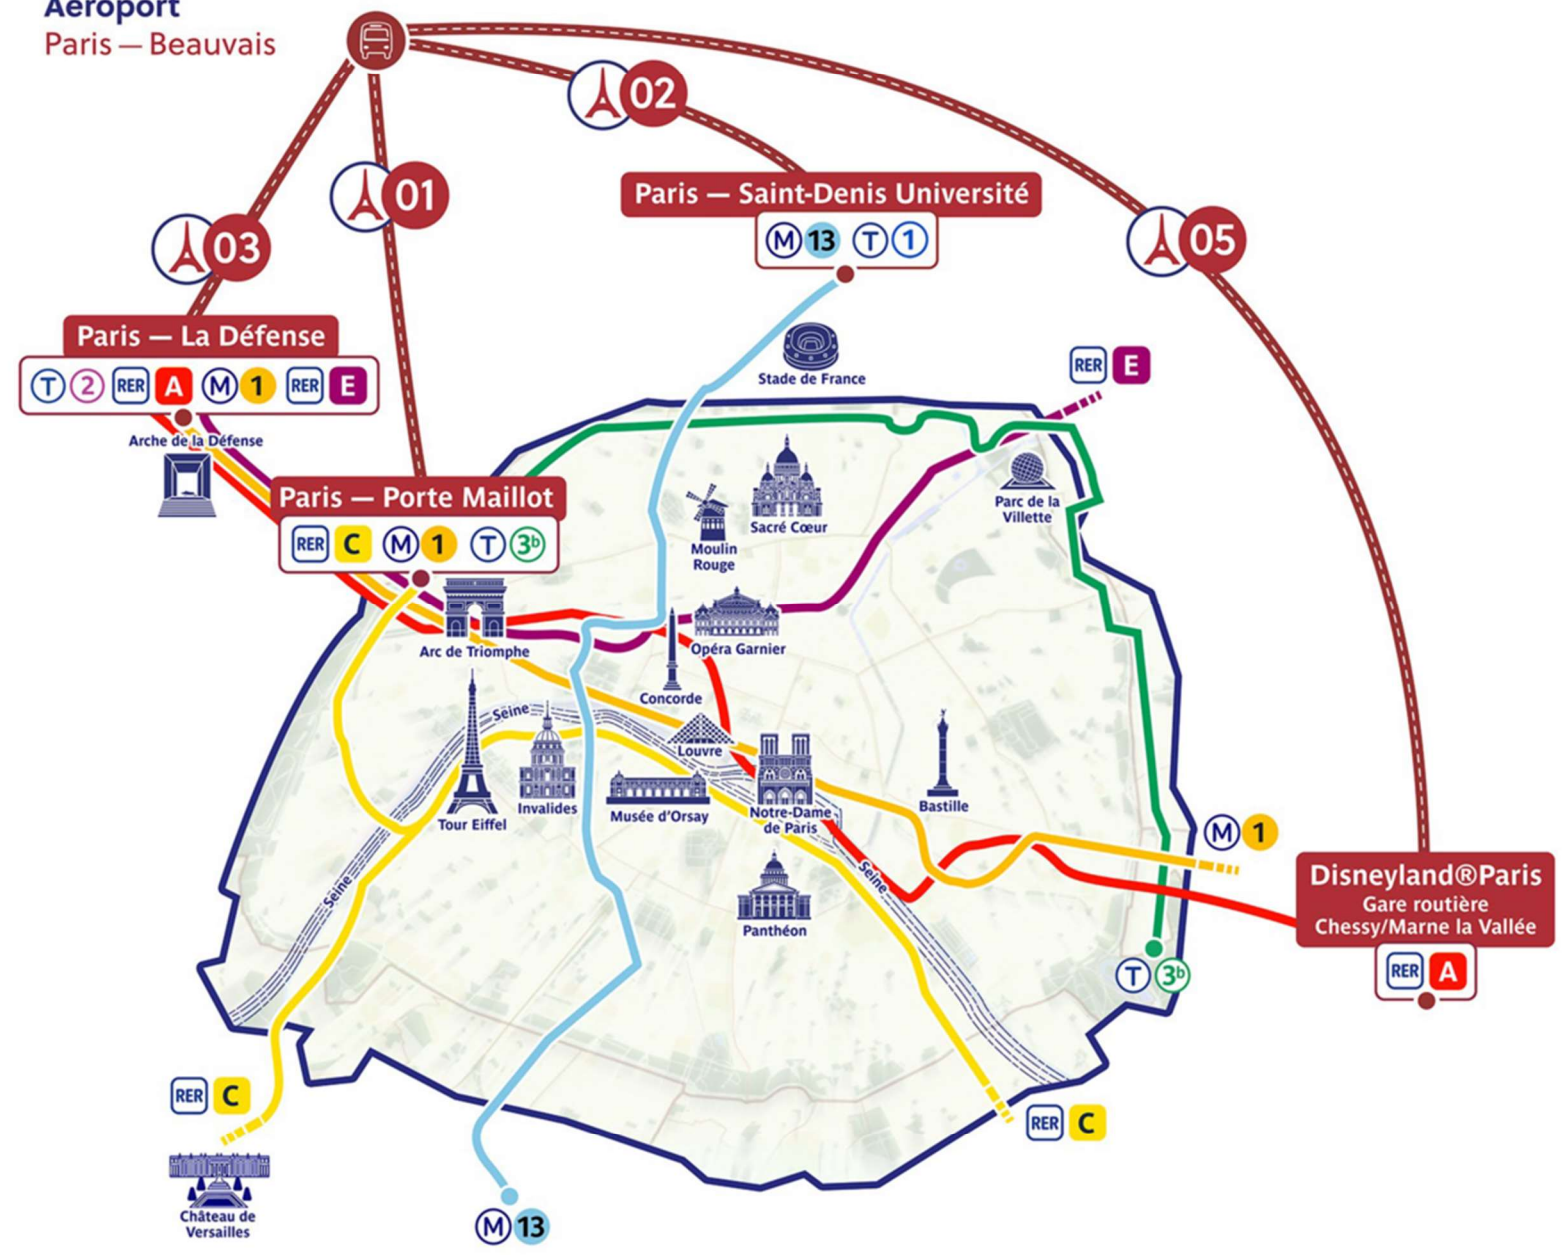 Aéroport
Paris — Beauvais
02
01
Paris — Saint-Denis Université
M 13 T 1
05
03
Paris — La Défense
T 2 RER A M 1 RER E
Stade de France
RER E
Arche de la Défense
Paris — Porte Maillot
RER C M 1 T 3b
Sacré Cœur
Parc de la
Villette
Moulin
Rouge
Arc de Triomphe
Opéra Garnier
Concorde
Seine
Louvre
Invalides
Musée d'Orsay
Tour Eiffel
Notre-Dame
de Paris
Bastille
M 1
Seine
Seine
Panthéon
Disneyland®Paris
Gare routière
Chessy/Marne la Vallée
RER A
T 3b
RER C
RER C
Château de
Versailles
M 13